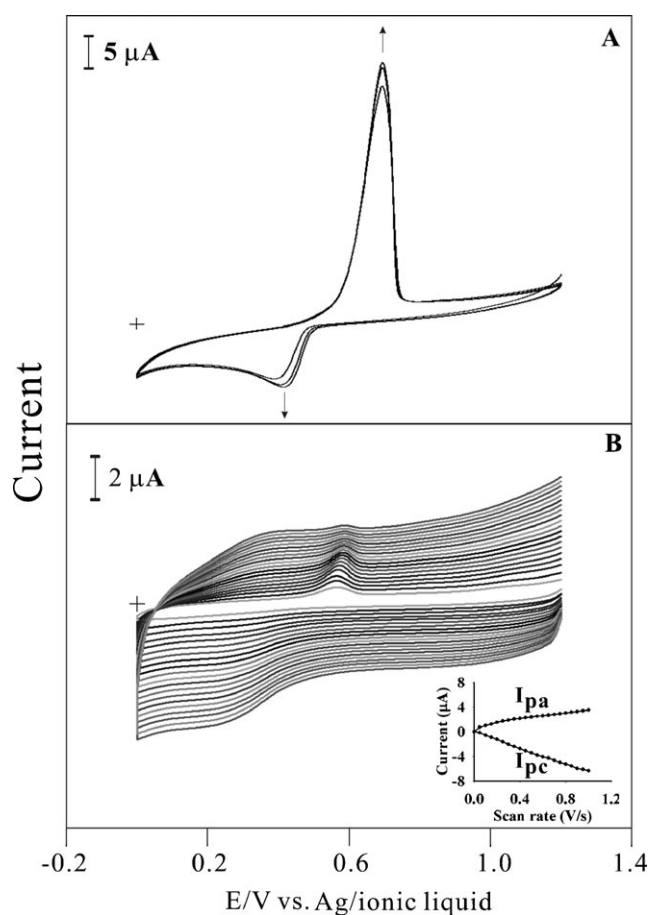 5 μA
A
Current
B
2 μA
8
4
0
-4
-8
Current (μA)
Ipa
Ipc
0.0 0.4 0.8 1.2
Scan rate (V/s)
-0.2 0.2 0.6 1.0 1.4
E/V vs. Ag/ionic liquid